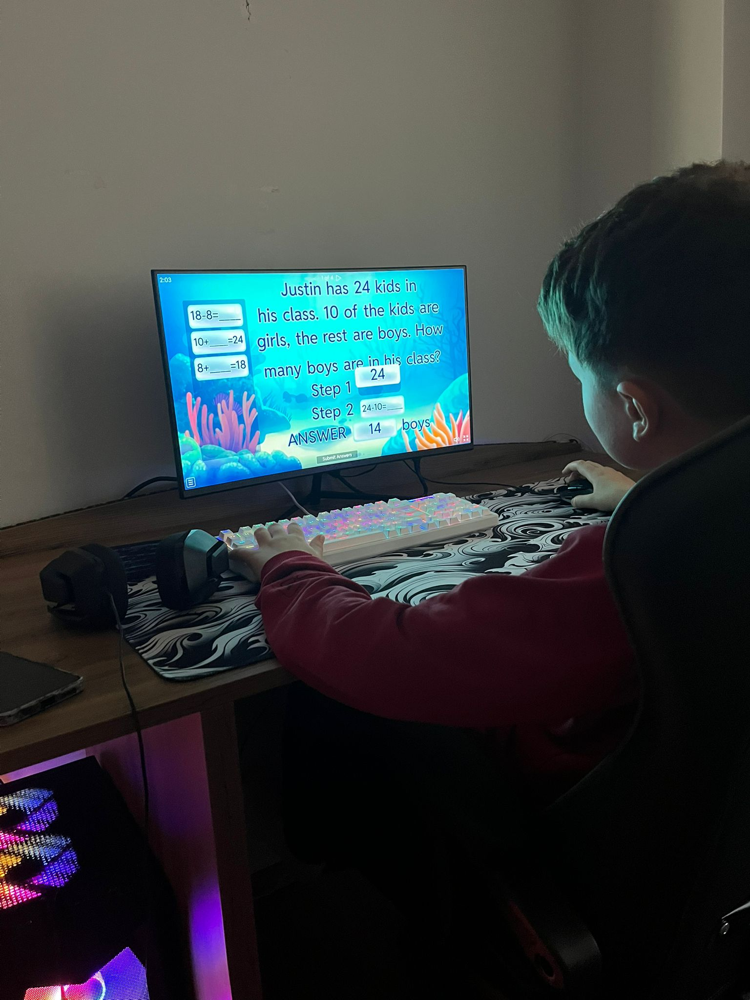 2:03
1 of 4
Justin has 24 kids in
his class. 10 of the kids are
girls, the rest are boys. How
many boys are in his class?
18-8=____
10+____=24
8+____=18
Step 1 24
Step 2 24-10=____
ANSWER 14 boys
Submit Answers